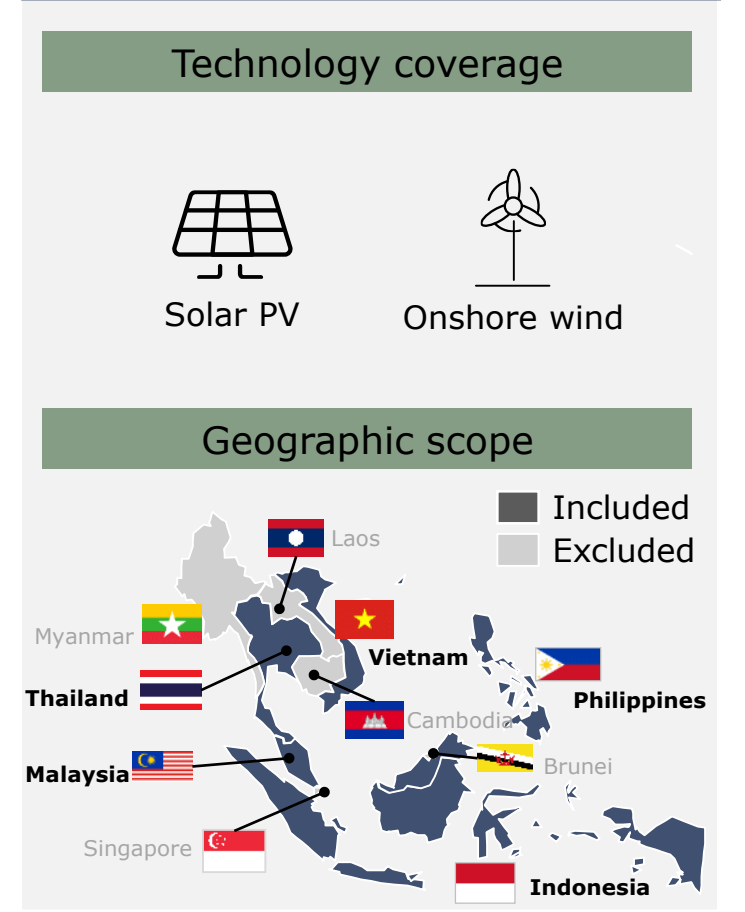 Technology coverage
Solar PV
Onshore wind
Geographic scope
Included
Excluded
Laos
Myanmar
Vietnam
Thailand
Philippines
Cambodia
Malaysia
Brunei
Singapore
Indonesia